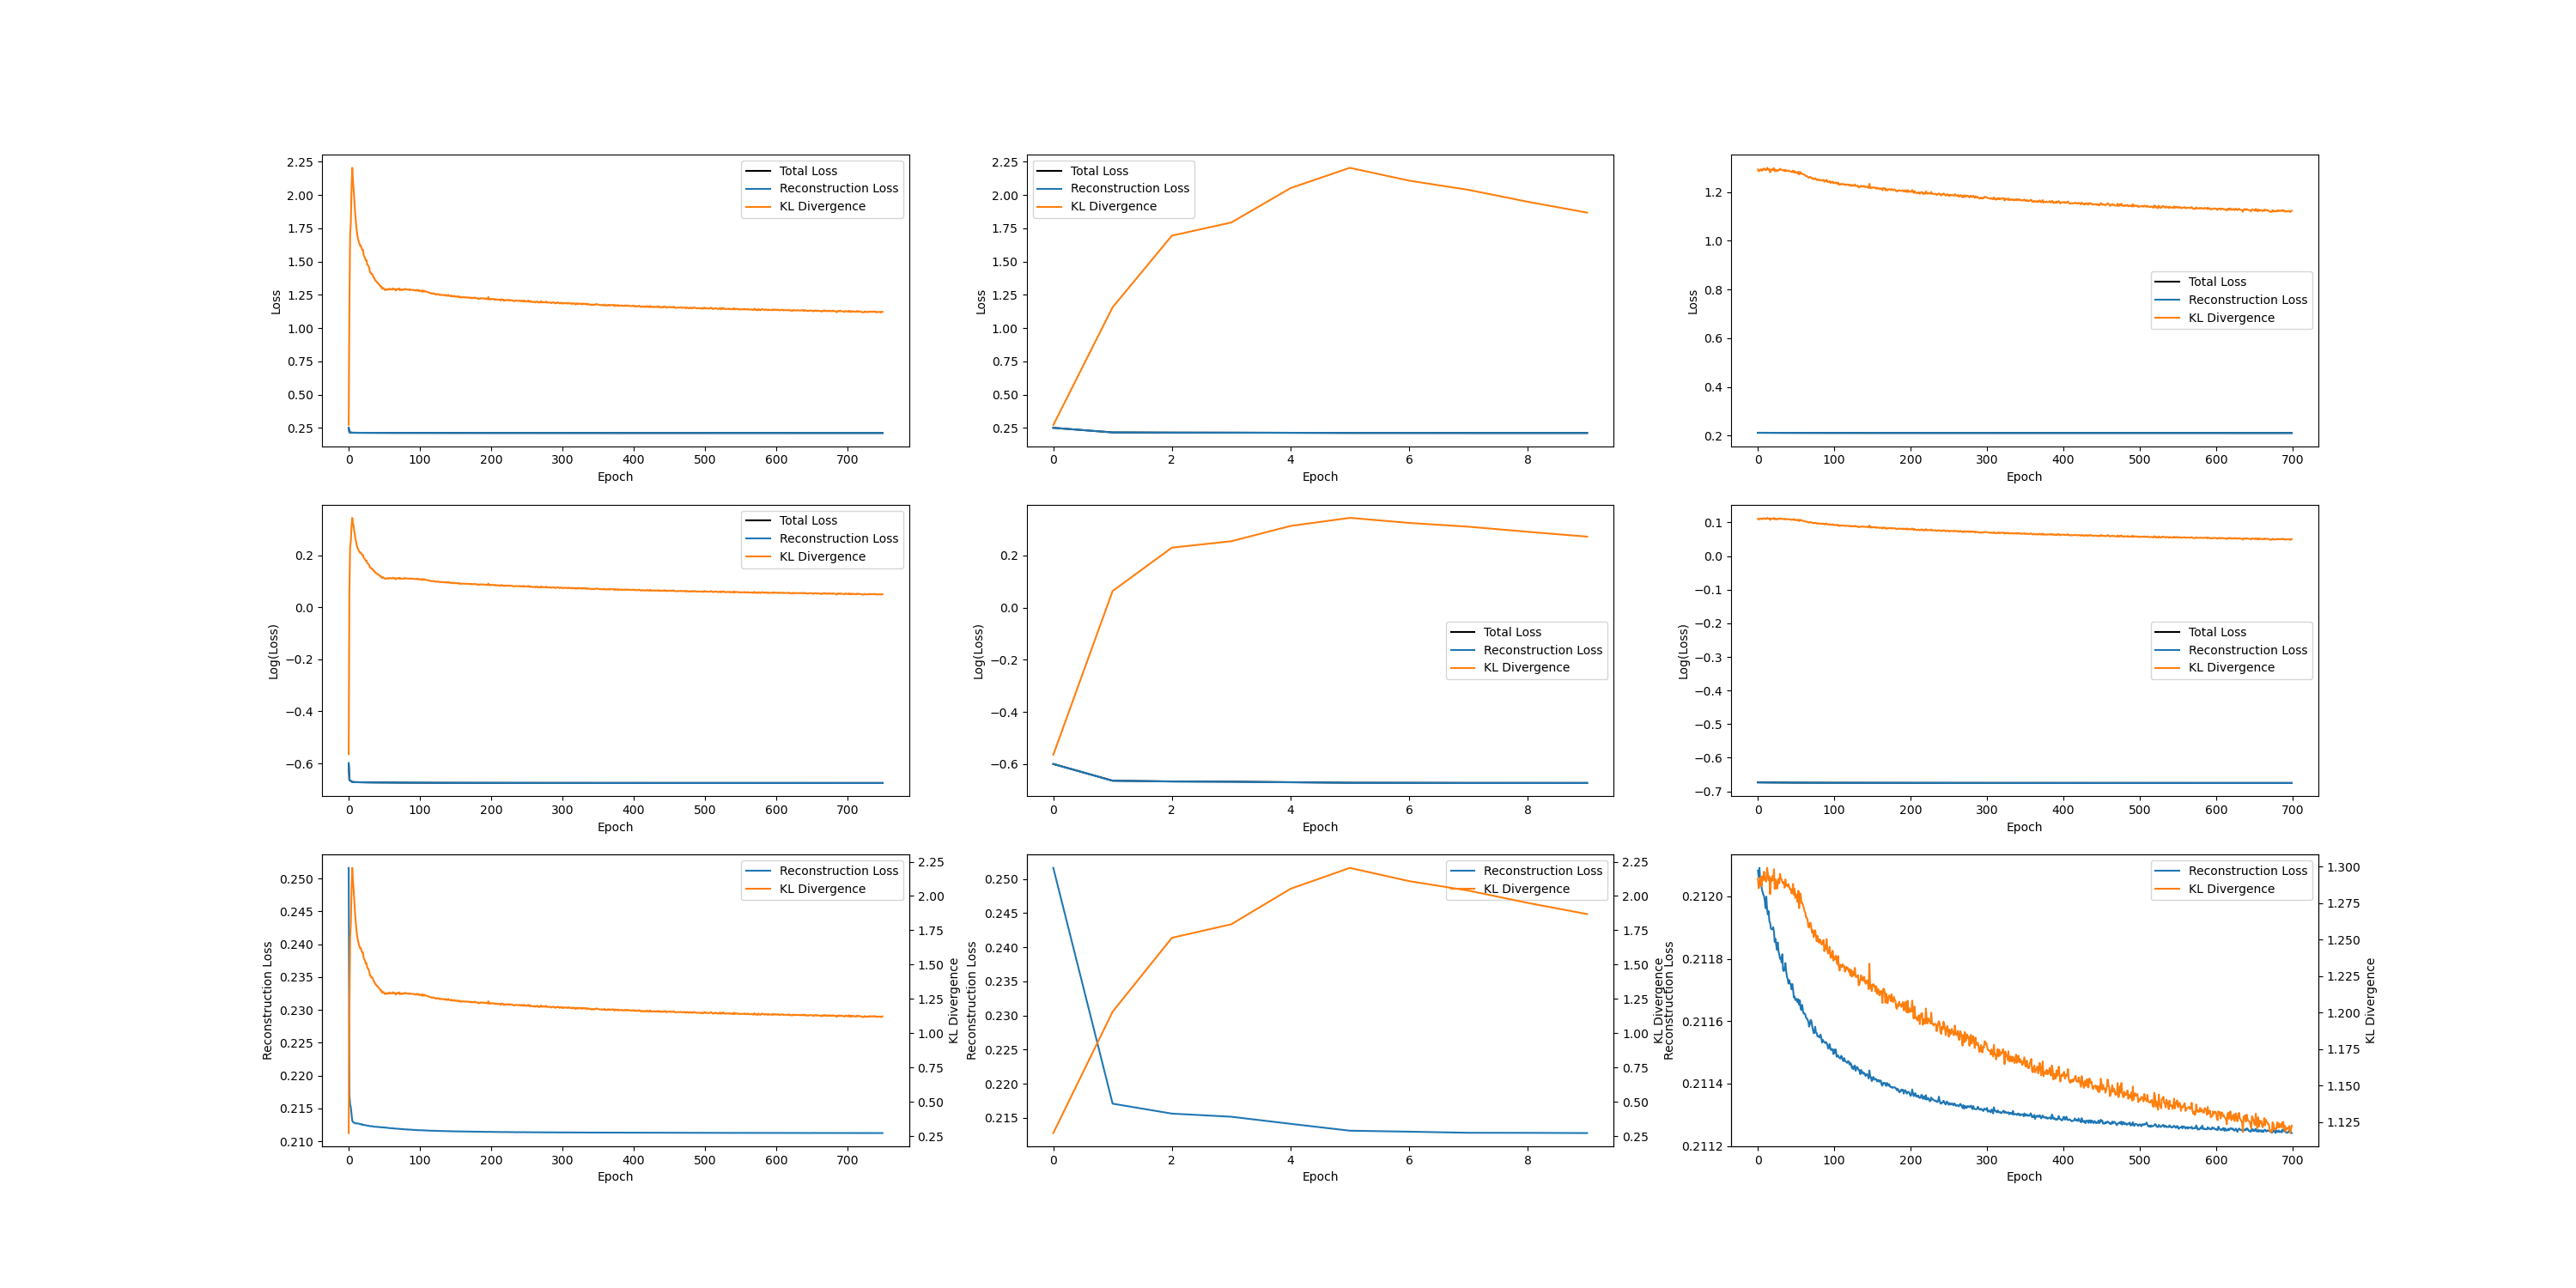 2.25
2.00
1.75
1.50
1.25
1.00
0.75
0.50
0.25
Loss
0 100 200 300 400 500 600 700
Epoch
Total Loss
Reconstruction Loss
KL Divergence
2.25
2.00
1.75
1.50
1.25
1.00
0.75
0.50
0.25
Loss
0 2 4 6 8
Epoch
Total Loss
Reconstruction Loss
KL Divergence
1.2
1.0
0.8
0.6
0.4
0.2
Loss
0 100 200 300 400 500 600 700
Epoch
Total Loss
Reconstruction Loss
KL Divergence
0.2
0.0
−0.2
−0.4
−0.6
Log(Loss)
0 100 200 300 400 500 600 700
Epoch
Total Loss
Reconstruction Loss
KL Divergence
0.2
0.0
−0.2
−0.4
−0.6
Log(Loss)
0 2 4 6 8
Epoch
Total Loss
Reconstruction Loss
KL Divergence
0.1
0.0
−0.1
−0.2
−0.3
−0.4
−0.5
−0.6
−0.7
Log(Loss)
0 100 200 300 400 500 600 700
Epoch
Total Loss
Reconstruction Loss
KL Divergence
0.250
0.245
0.240
0.235
0.230
0.225
0.220
0.215
0.210
Reconstruction Loss
0 100 200 300 400 500 600 700
Epoch
Reconstruction Loss
KL Divergence
2.25
2.00
1.75
1.50
1.25
1.00
0.75
0.50
0.25
KL Divergence
0.250
0.245
0.240
0.235
0.230
0.225
0.220
0.215
Reconstruction Loss
0 2 4 6 8
Epoch
Reconstruction Loss
KL Divergence
2.25
2.00
1.75
1.50
1.25
1.00
0.75
0.50
0.25
KL Divergence
0.2120
0.2118
0.2116
0.2114
0.2112
Reconstruction Loss
0 100 200 300 400 500 600 700
Epoch
Reconstruction Loss
KL Divergence
1.300
1.275
1.250
1.225
1.200
1.175
1.150
1.125
KL Divergence